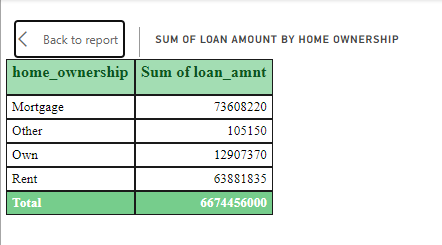 Back to report SUM OF LOAN AMOUNT BY HOME OWNERSHIP
home_ownership Sum of loan_amnt
Mortgage 73608220
Other 105150
Own 12907370
Rent 63881835
Total 6674456000